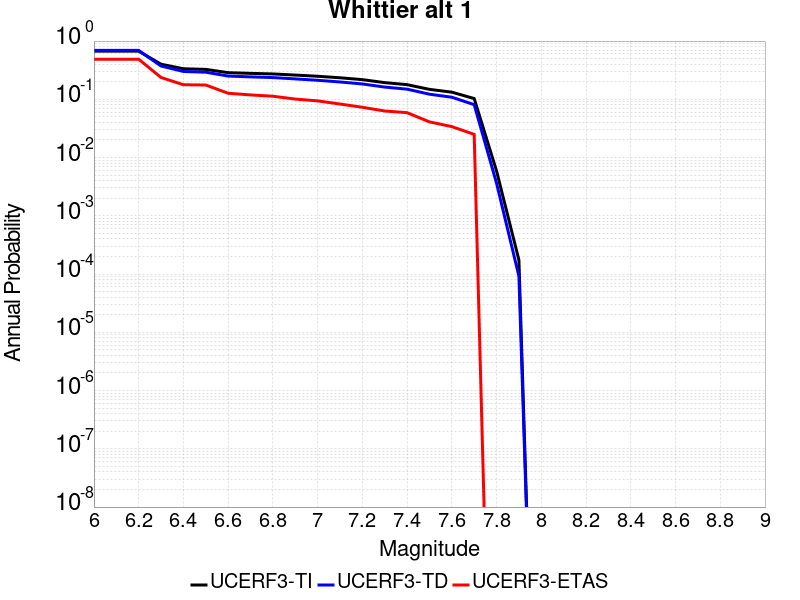 Whittier alt 1
10 0
10 -1
10 -2
10 -3
10 -4
10 -5
10 -6
10 -7
10 -8
Annual Probability
6 6.2 6.4 6.6 6.8 7 7.2 7.4 7.6 7.8 8 8.2 8.4 8.6 8.8 9
Magnitude
UCERF3-TI UCERF3-TD UCERF3-ETAS